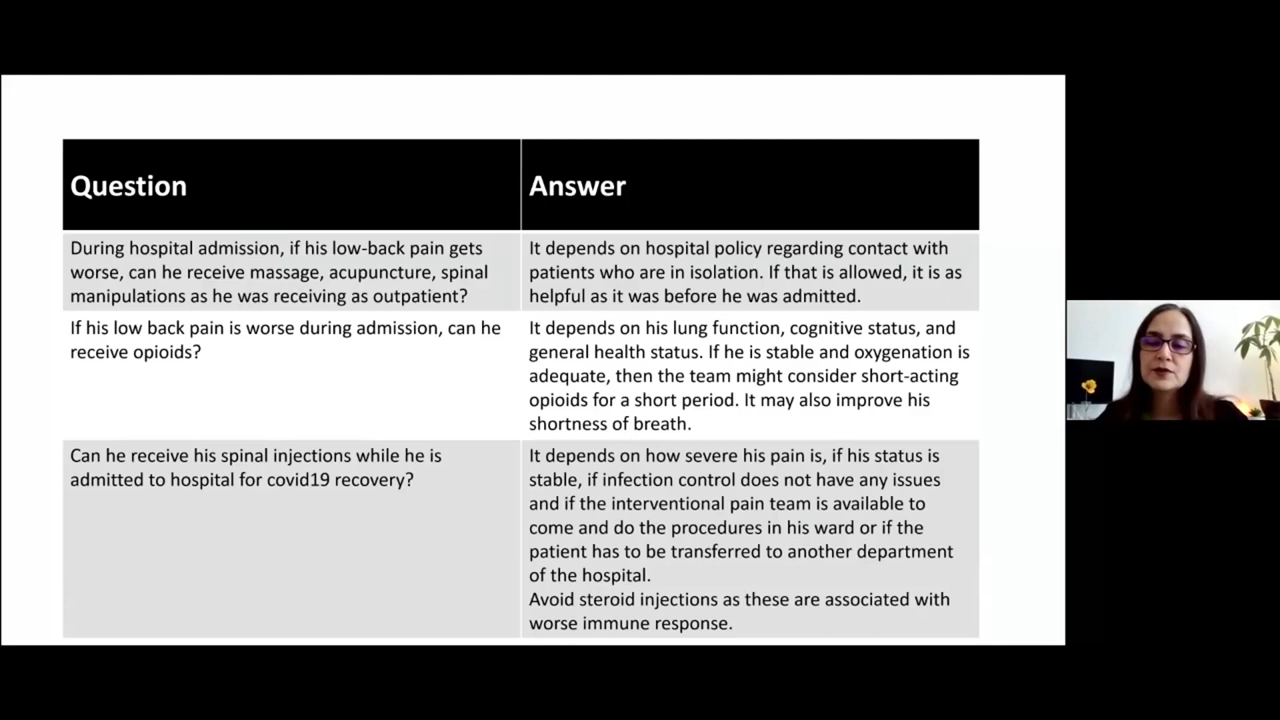 Question
Answer
During hospital admission, if his low-back pain gets
worse, can he receive massage, acupuncture, spinal
manipulations as he was receiving as outpatient?
It depends on hospital policy regarding contact with
patients who are in isolation. If that is allowed, it is as
helpful as it was before he was admitted.
If his low back pain is worse during admission, can he
receive opioids?
It depends on his lung function, cognitive status, and
general health status. If he is stable and oxygenation is
adequate, then the team might consider short-acting
opioids for a short period. It may also improve his
shortness of breath.
Can he receive his spinal injections while he is
admitted to hospital for covid19 recovery?
It depends on how severe his pain is, if his status is
stable, if infection control does not have any issues
and if the interventional pain team is available to
come and do the procedures in his ward or if the
patient has to be transferred to another department
of the hospital.
Avoid steroid injections as these are associated with
worse immune response.